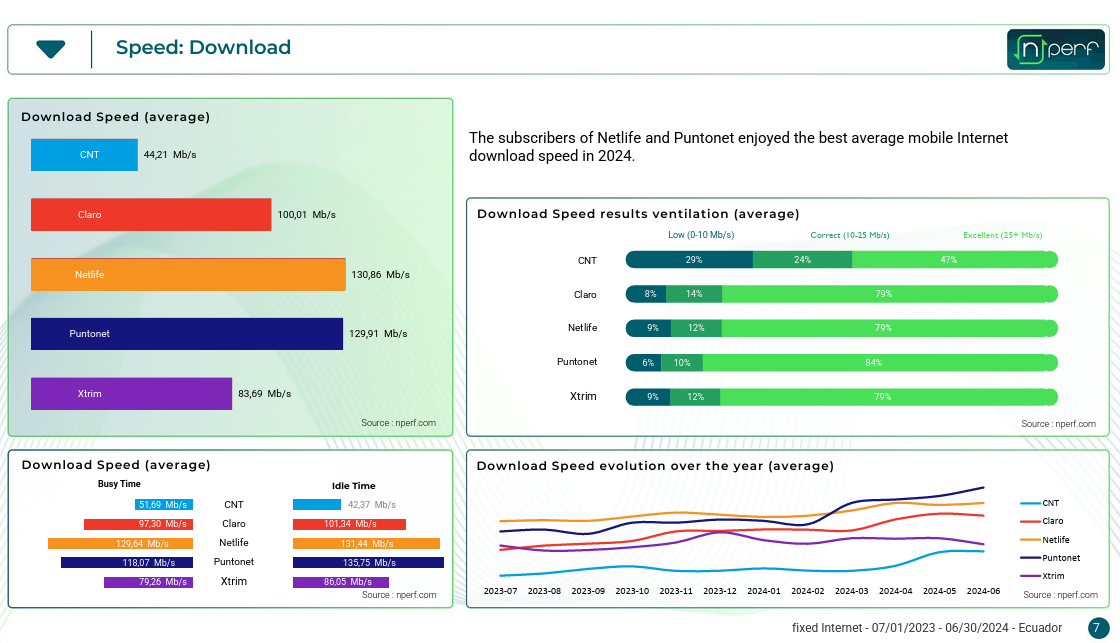 Speed: Download
nperf
Download Speed (average)
CNT 44,21 Mb/s
Claro 100,01 Mb/s
Netlife 130,86 Mb/s
Puntonet 129,91 Mb/s
Xtrim 83,69 Mb/s
Source : nperf.com
The subscribers of Netlife and Puntonet enjoyed the best average mobile Internet
download speed in 2024.
Download Speed results ventilation (average)
Low (0-10 Mb/s) Correct (10-25 Mb/s) Excellent (25+ Mb/s)
CNT 29% 24% 47%
Claro 8% 14% 79%
Netlife 9% 12% 79%
Puntonet 6% 10% 84%
Xtrim 9% 12% 79%
Source : nperf.com
Download Speed (average)
Busy Time Idle Time
51,69 Mb/s CNT 42,37 Mb/s
97,30 Mb/s Claro 101,34 Mb/s
129,64 Mb/s Netlife 131,44 Mb/s
118,07 Mb/s Puntonet 135,75 Mb/s
79,26 Mb/s Xtrim 86,05 Mb/s
Source : nperf.com
Download Speed evolution over the year (average)
CNT
Claro
Netlife
Puntonet
Xtrim
2023-07 2023-08 2023-09 2023-10 2023-11 2023-12 2024-01 2024-02 2024-03 2024-04 2024-05 2024-06
Source : nperf.com
fixed Internet - 07/01/2023 - 06/30/2024 - Ecuador 7